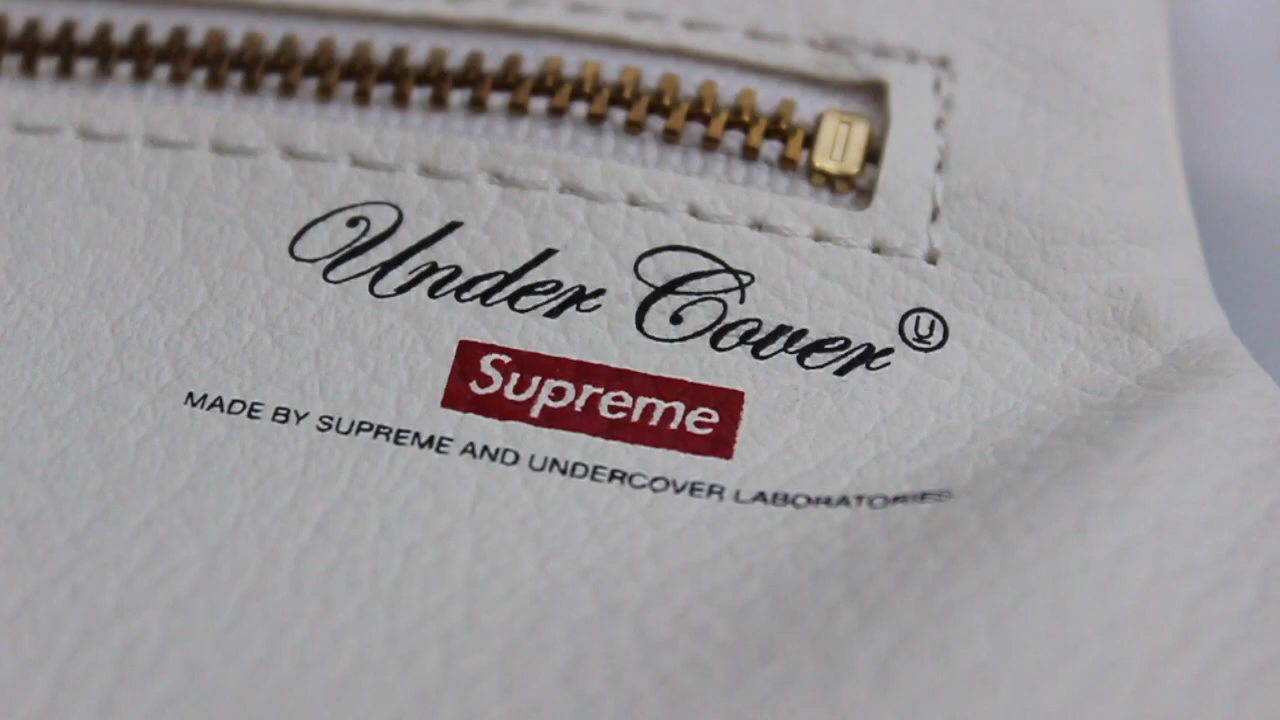 Under Cover Ⓤ
Supreme
MADE BY SUPREME AND UNDERCOVER LABORATORIES